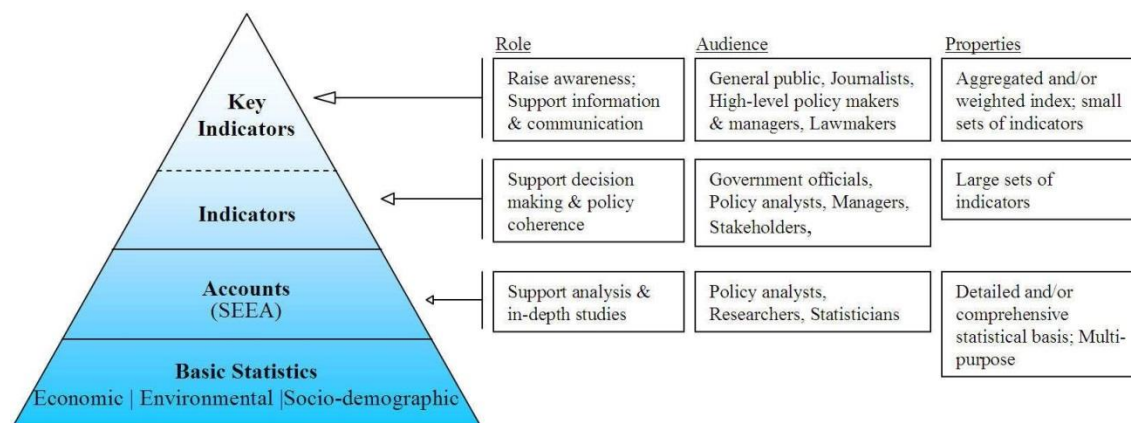 Role
Audience
Properties
Key
Indicators
Raise awareness;
Support information
& communication
General public, Journalists,
High-level policy makers
& managers, Lawmakers
Aggregated and/or
weighted index; small
sets of indicators
Indicators
Support decision
making & policy
coherence
Government officials,
Policy analysts, Managers,
Stakeholders,
Large sets of
indicators
Accounts
(SEEA)
Support analysis &
in-depth studies
Policy analysts,
Researchers, Statisticians
Detailed and/or
comprehensive
statistical basis; Multi-
purpose
Basic Statistics
Economic | Environmental |Socio-demographic